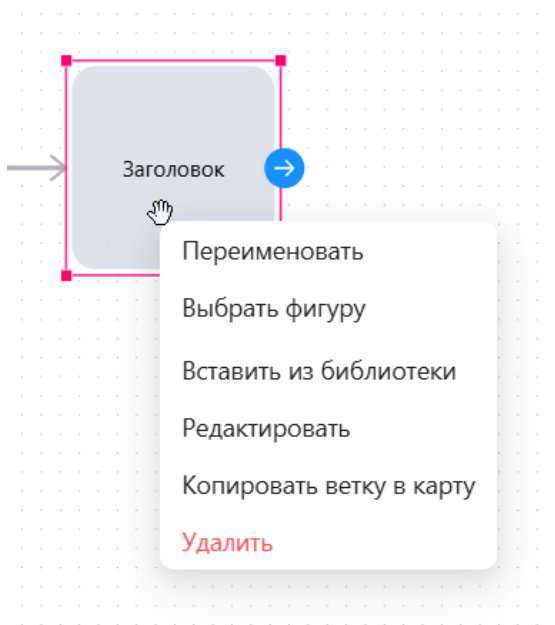 Заголовок
Переименовать
Выбрать фигуру
Вставить из библиотеки
Редактировать
Копировать ветку в карту
Удалить